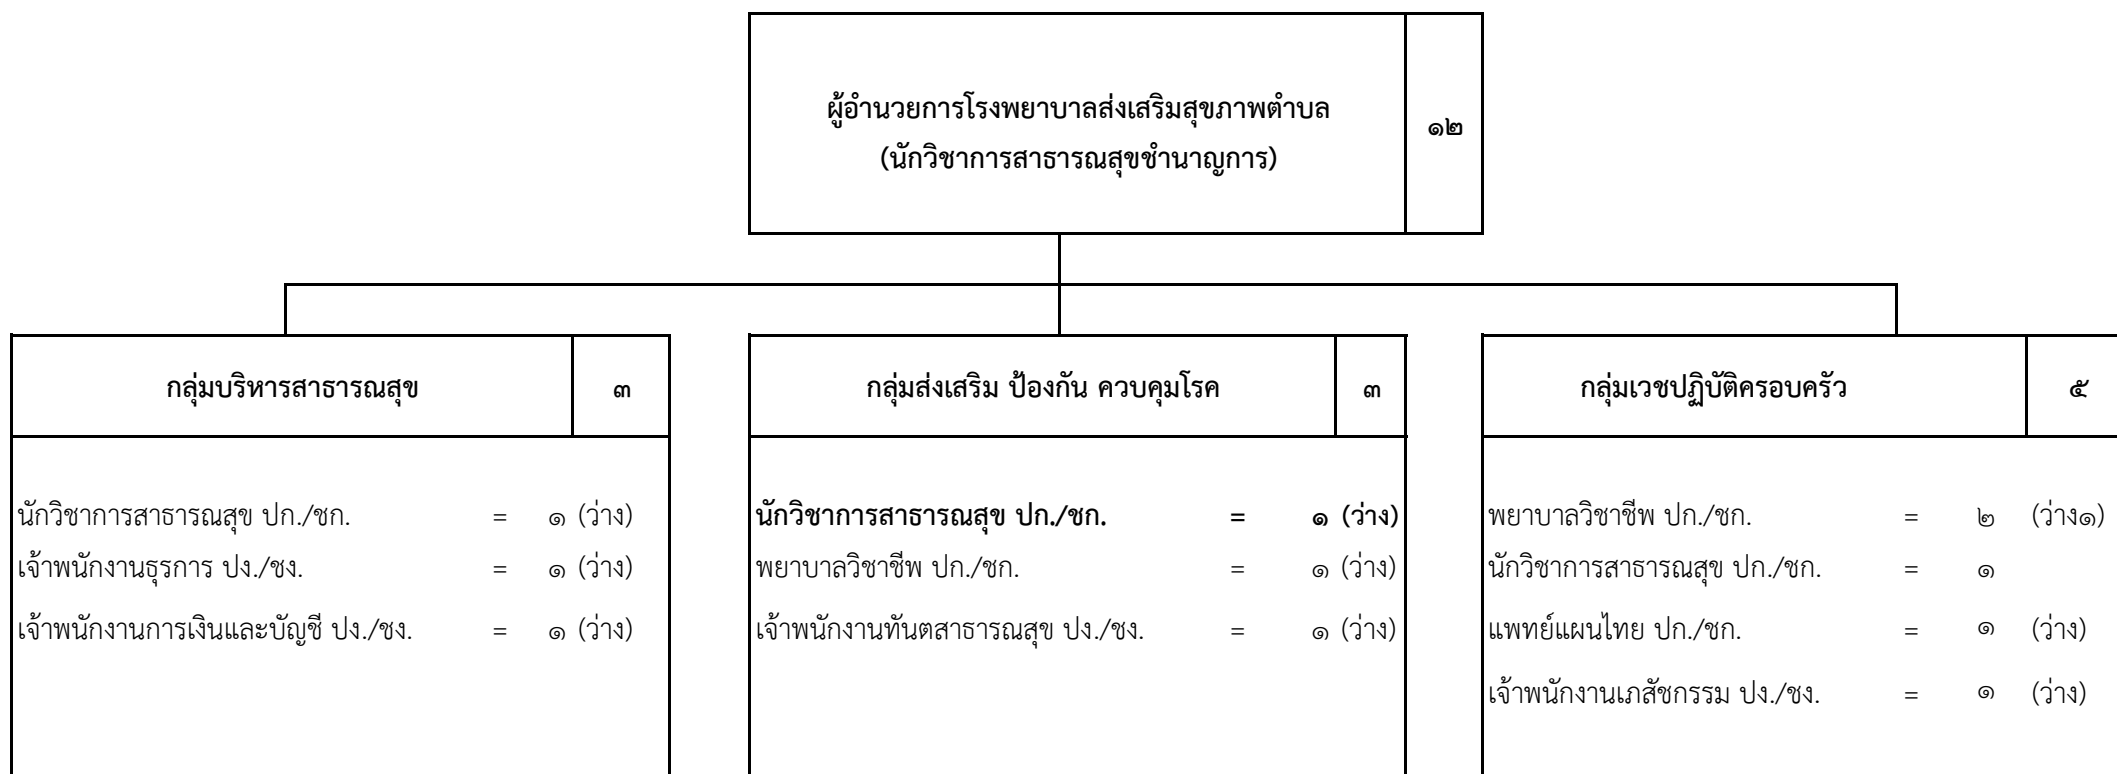 ผู้อำนวยการโรงพยาบาลส่งเสริมสุขภาพตำบล
(นักวิชาการสาธารณสุขชำนาญการ)
๑๒
กลุ่มบริหารสาธารณสุข ๓
นักวิชาการสาธารณสุข ปก./ชก. = ๑ (ว่าง)
เจ้าพนักงานธุรการ ปง./ชง. = ๑ (ว่าง)
เจ้าพนักงานการเงินและบัญชี ปง./ชง. = ๑ (ว่าง)
กลุ่มส่งเสริม ป้องกัน ควบคุมโรค ๓
นักวิชาการสาธารณสุข ปก./ชก. = ๑ (ว่าง)
พยาบาลวิชาชีพ ปก./ชก. = ๑ (ว่าง)
เจ้าพนักงานทันตสาธารณสุข ปง./ชง. = ๑ (ว่าง)
กลุ่มเวชปฏิบัติครอบครัว ๕
พยาบาลวิชาชีพ ปก./ชก. = ๒ (ว่าง๑)
นักวิชาการสาธารณสุข ปก./ชก. = ๑
แพทย์แผนไทย ปก./ชก. = ๑ (ว่าง)
เจ้าพนักงานเภสัชกรรม ปง./ชง. = ๑ (ว่าง)